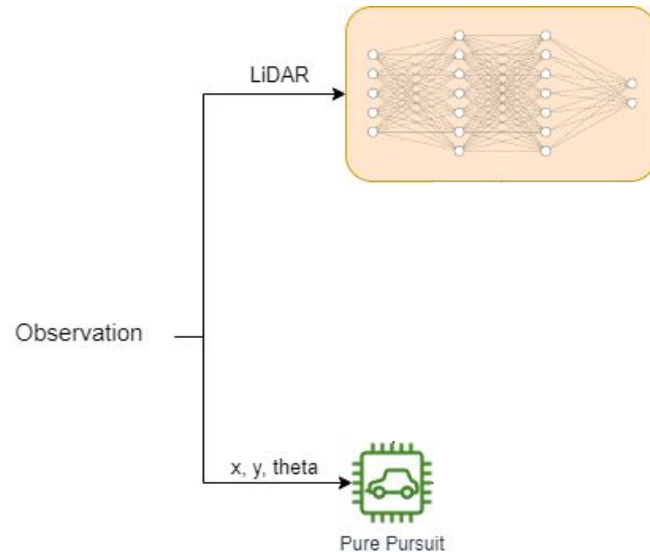 LiDAR
Observation
x, y, theta
Pure Pursuit